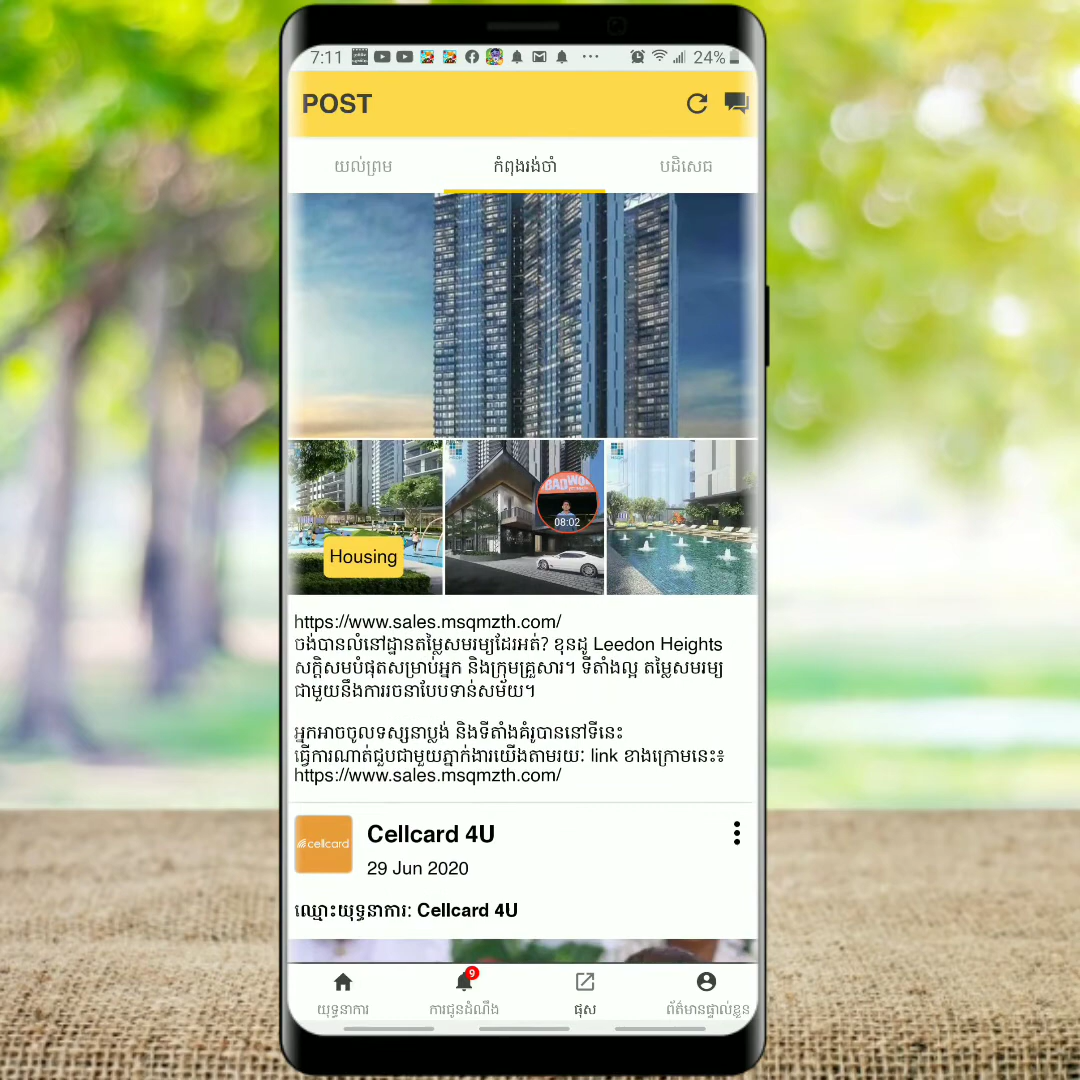 7:11
24%
POST
យល់ព្រម
កំពុងរង់ចាំ
បដិសេធ
08:02
Housing
https://www.sales.msqmzth.com/
ចង់បានលំនៅដ្ឋានតម្លៃសមរម្យដែរអត់? ខុនដូ Leedon Heights
សក្តិសមបំផុតសម្រាប់អ្នក និងក្រុមគ្រួសារ។ ទីតាំងល្អ តម្លៃសមរម្យ
ជាមួយនឹងការរចនាបែបទាន់សម័យ។
អ្នកអាចចូលទស្សនាប្លង់ និងទីតាំងគំរូបាននៅទីនេះ
ធ្វើការណាត់ជួបជាមួយភ្នាក់ងារយើងតាមរយៈ link ខាងក្រោមនេះ៖
https://www.sales.msqmzth.com/
cellcard
Cellcard 4U
29 Jun 2020
ឈ្មោះយុទ្ធនាការ: Cellcard 4U
9
យុទ្ធនាការ
ការជូនដំណឹង
ផុស
ព័ត៌មានផ្ទាល់ខ្លួន